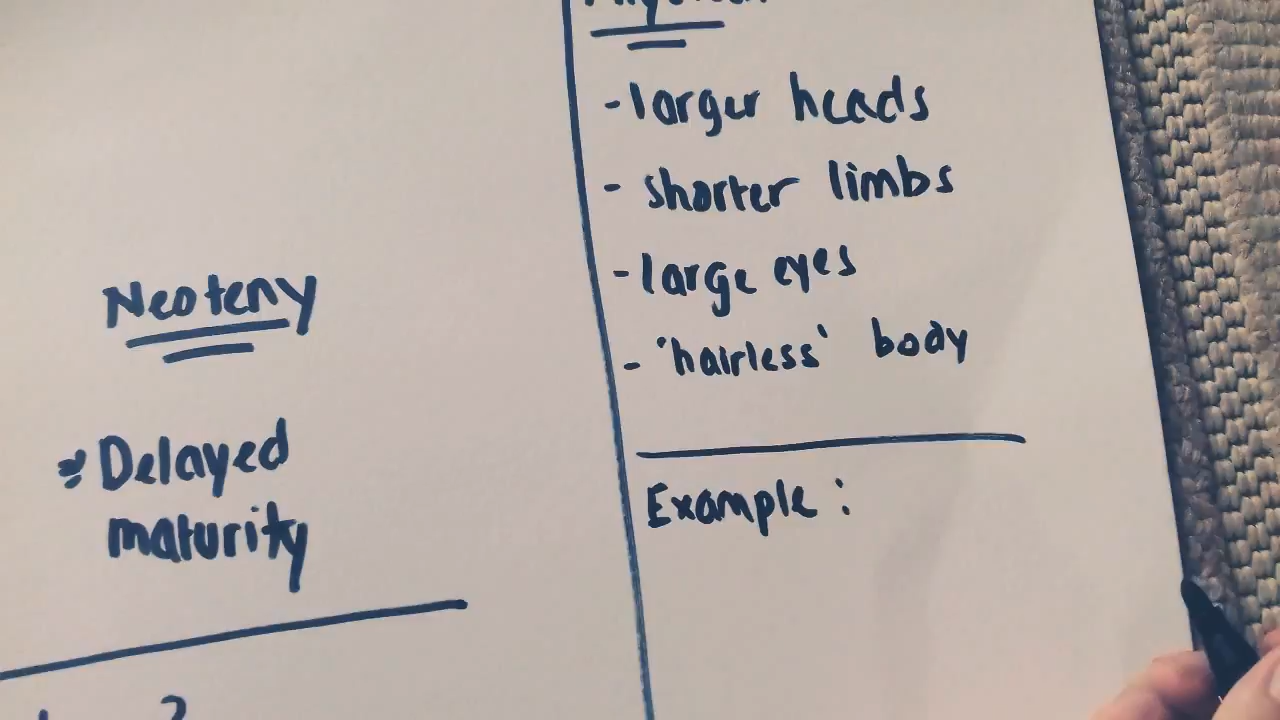 Neoteny
Delayed
maturity
- larger heads
- shorter limbs
- large eyes
- 'hairless' body
Example: